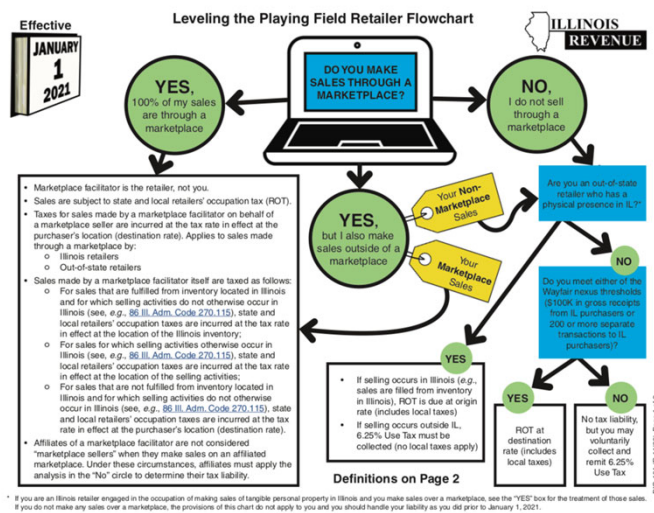 Leveling the Playing Field Retailer Flowchart
Effective
JANUARY
1
2021
ILLINOIS
REVENUE
DO YOU MAKE
SALES THROUGH A
MARKETPLACE?
YES,
100% of my sales
are through a
marketplace
NO,
I do not sell
through a
marketplace
YES,
but I also make
sales outside of a
marketplace
Your Non-
Marketplace
Sales
Your
Marketplace
Sales
• Marketplace facilitator is the retailer, not you.
• Sales are subject to state and local retailers' occupation tax (ROT).
• Taxes for sales made by a marketplace facilitator on behalf of
a marketplace seller are incurred at the tax rate in effect at the
purchaser's location (destination rate). Applies to sales made
through a marketplace by:
o Illinois retailers
o Out-of-state retailers
• Sales made by a marketplace facilitator itself are taxed as follows:
o For sales that are fulfilled from inventory located in Illinois
and for which selling activities do not otherwise occur in
Illinois (see, e.g., 86 Ill. Adm. Code 270.115), state and
local retailers' occupation taxes are incurred at the tax rate
in effect at the location of the Illinois inventory;
o For sales for which selling activities otherwise occur in
Illinois (see, e.g., 86 Ill. Adm. Code 270.115), state and
local retailers' occupation taxes are incurred at the tax rate
in effect at the location of the selling activities;
o For sales that are not fulfilled from inventory located in
Illinois and for which selling activities do not otherwise
occur in Illinois (see, e.g., 86 Ill. Adm. Code 270.115), state
and local retailers' occupation taxes are incurred at the tax
rate in effect at the purchaser's location (destination rate).
• Affiliates of a marketplace facilitator are not considered
"marketplace sellers" when they make sales on an affiliated
marketplace. Under these circumstances, affiliates must apply the
analysis in the "No" circle to determine their tax liability.
Are you an out-of-state
retailer who has a
physical presence in IL?*
NO
Do you meet either of the
Wayfair nexus thresholds
($100K in gross receipts
from IL purchasers or
200 or more separate
transactions to IL
purchasers)?
YES
• If selling occurs in Illinois (e.g.,
sales are filled from inventory
in Illinois), ROT is due at origin
rate (includes local taxes)
• If selling occurs outside IL,
6.25% Use Tax must be
collected (no local taxes apply)
YES
ROT at
destination
rate (includes
local taxes)
NO
No tax liability,
but you may
voluntarily
collect and
remit 6.25%
Use Tax
Definitions on Page 2
* If you are an Illinois retailer engaged in the occupation of making sales of tangible personal property in Illinois and you make sales over a marketplace, see the "YES" box for the treatment of those sales.
If you do not make any sales over a marketplace, the provisions of this chart do not apply to you and you should handle your liability as you did prior to January 1, 2021.